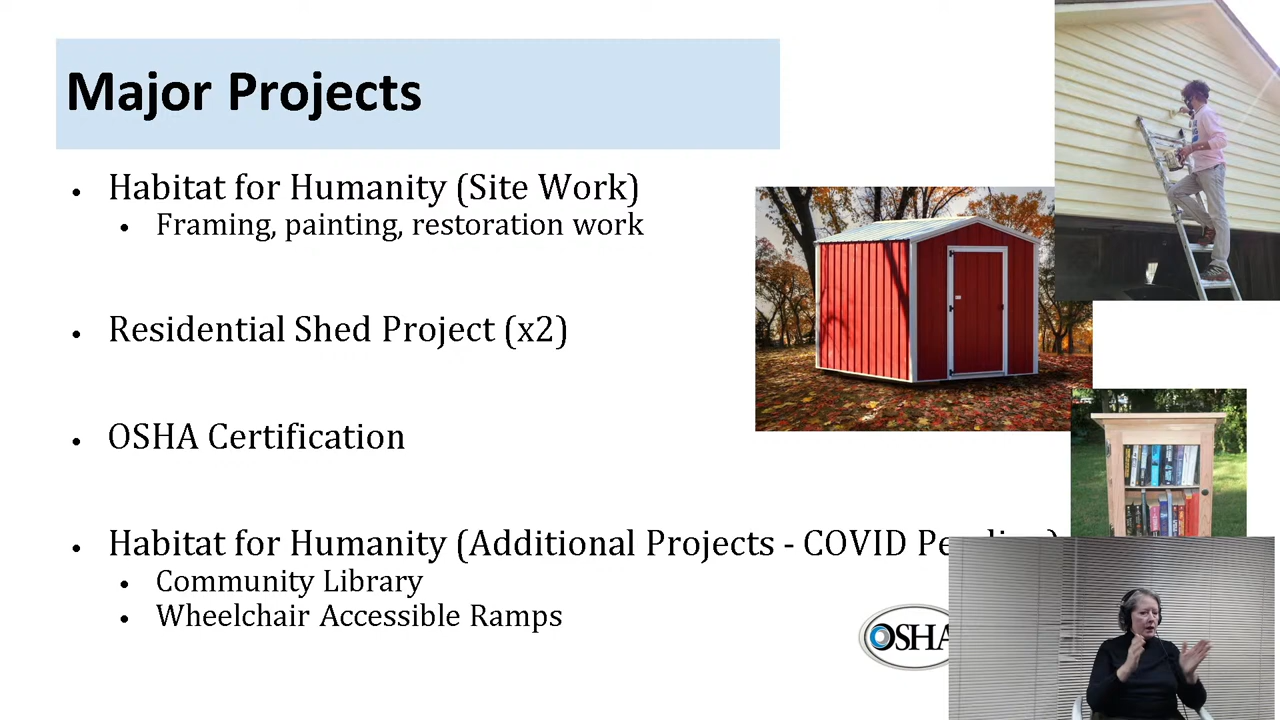 Major Projects
• Habitat for Humanity (Site Work)
• Framing, painting, restoration work
• Residential Shed Project (x2)
• OSHA Certification
• Habitat for Humanity (Additional Projects - COVID
• Community Library
• Wheelchair Accessible Ramps
OSHA